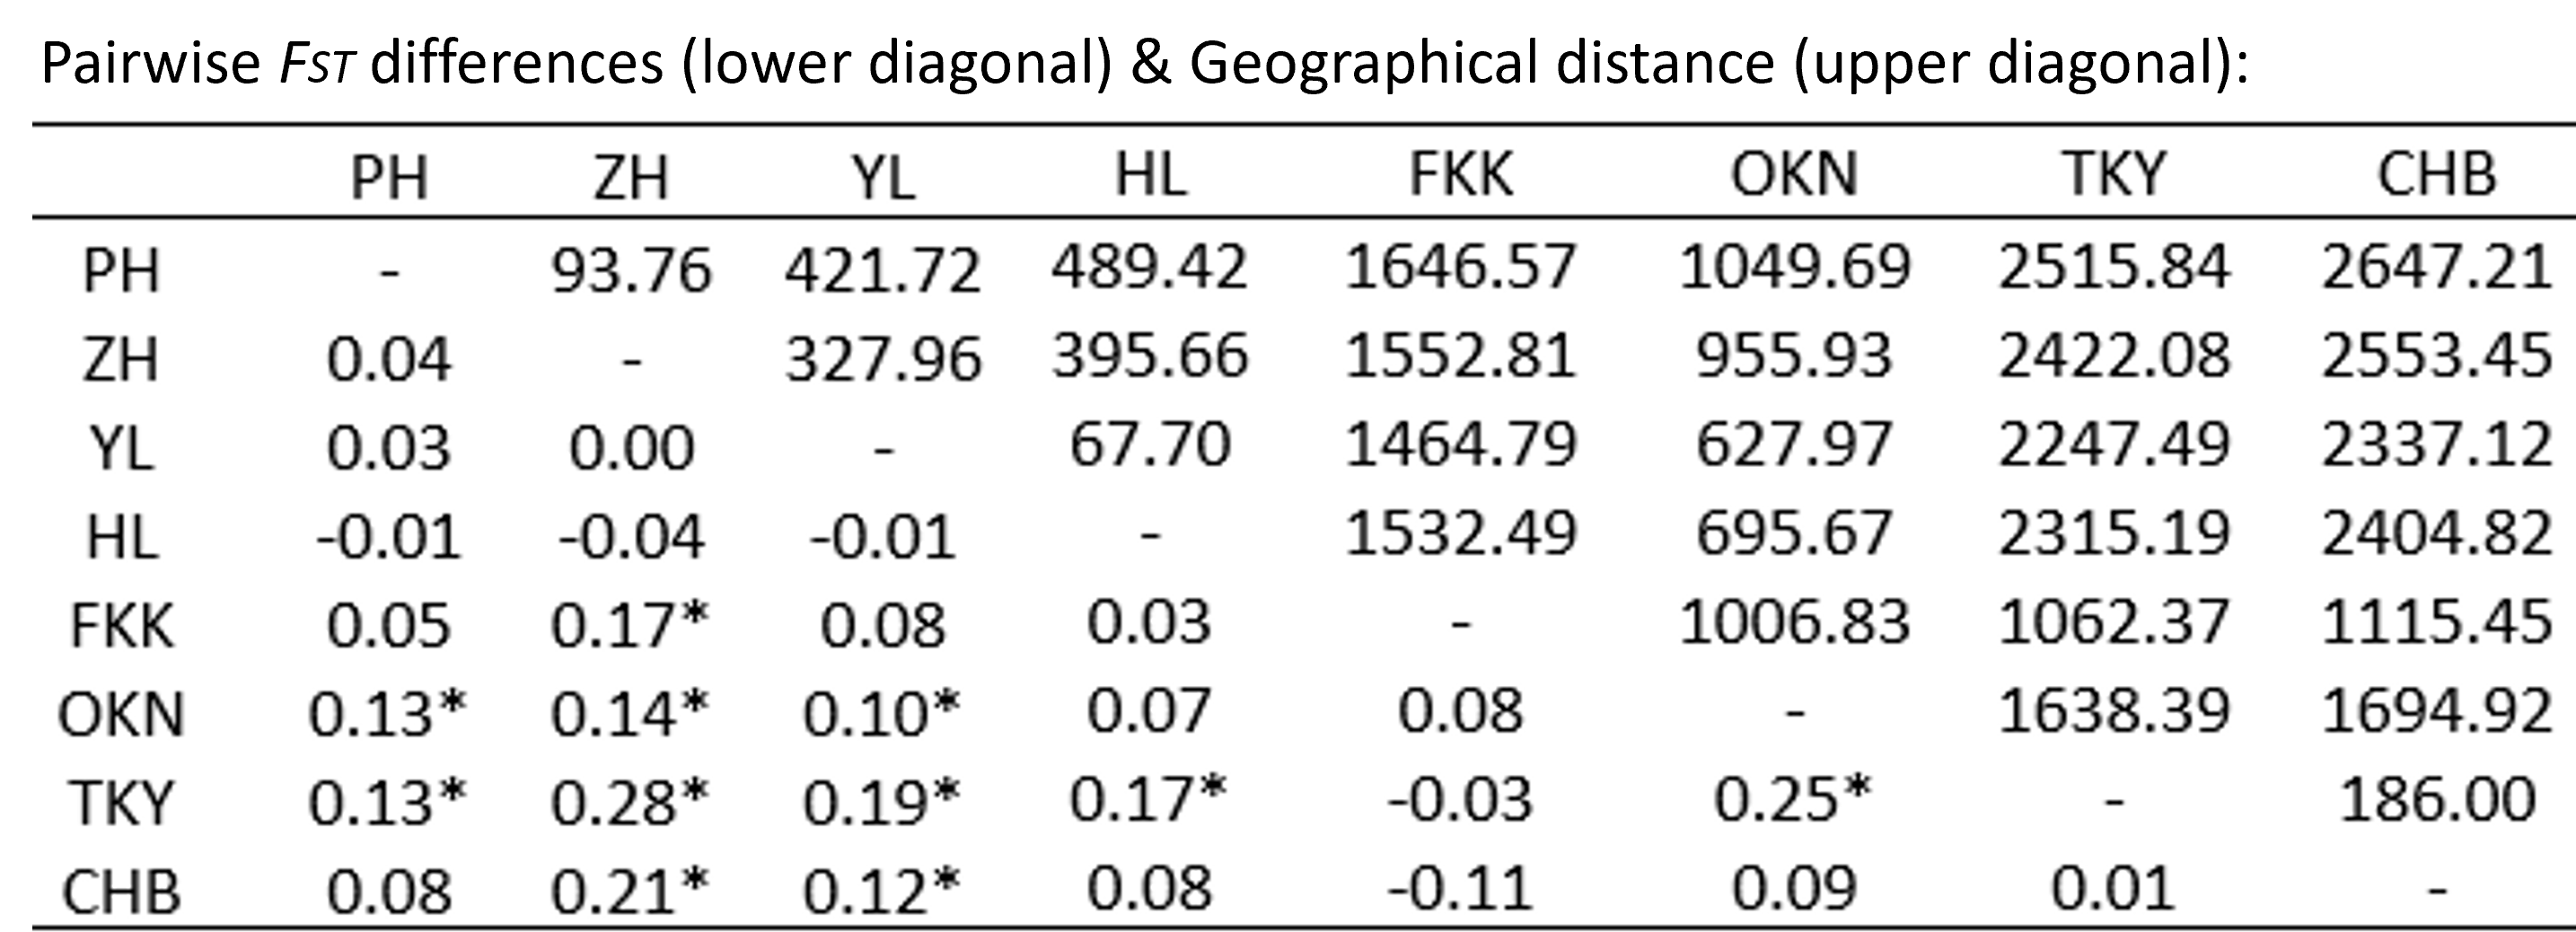 Pairwise FST differences (lower diagonal) & Geographical distance (upper diagonal):
PH ZH YL HL FKK OKN TKY CHB
PH - 93.76 421.72 489.42 1646.57 1049.69 2515.84 2647.21
ZH 0.04 - 327.96 395.66 1552.81 955.93 2422.08 2553.45
YL 0.03 0.00 - 67.70 1464.79 627.97 2247.49 2337.12
HL -0.01 -0.04 -0.01 - 1532.49 695.67 2315.19 2404.82
FKK 0.05 0.17* 0.08 0.03 - 1006.83 1062.37 1115.45
OKN 0.13* 0.14* 0.10* 0.07 0.08 - 1638.39 1694.92
TKY 0.13* 0.28* 0.19* 0.17* -0.03 0.25* - 186.00
CHB 0.08 0.21* 0.12* 0.08 -0.11 0.09 0.01 -